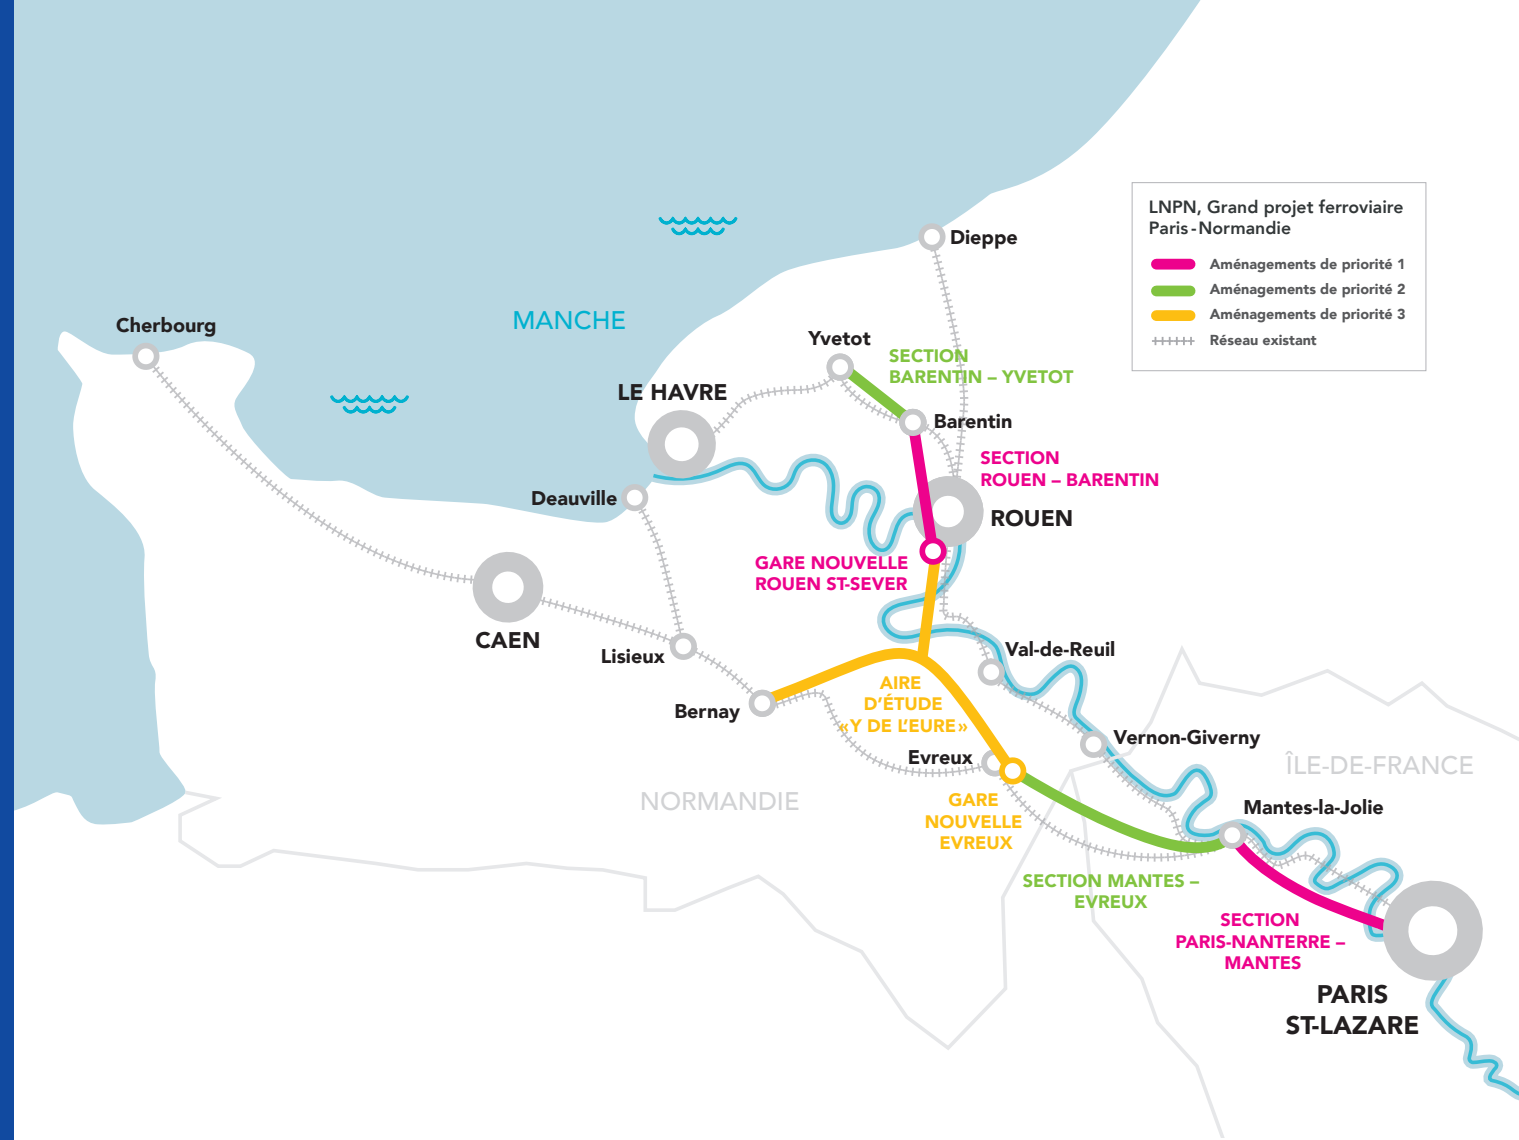 LNPN, Grand projet ferroviaire
Paris-Normandie
Aménagements de priorité 1
Aménagements de priorité 2
Aménagements de priorité 3
Réseau existant
Dieppe
MANCHE
Cherbourg
Yvetot
SECTION
BARENTIN – YVETOT
LE HAVRE
Barentin
SECTION
ROUEN – BARENTIN
Deauville
ROUEN
GARE NOUVELLE
ROUEN ST-SEVER
CAEN
Lisieux
Val-de-Reuil
AIRE
D’ÉTUDE
«Y DE L’EURE»
Bernay
Vernon-Giverny
Evreux
ÎLE-DE-FRANCE
NORMANDIE
GARE
NOUVELLE
EVREUX
Mantes-la-Jolie
SECTION MANTES –
EVREUX
SECTION
PARIS-NANTERRE –
MANTES
PARIS
ST-LAZARE